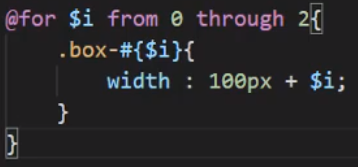 @for $i from 0 through 2{
.box-#{$i}{
width : 100px + $i;
}
}